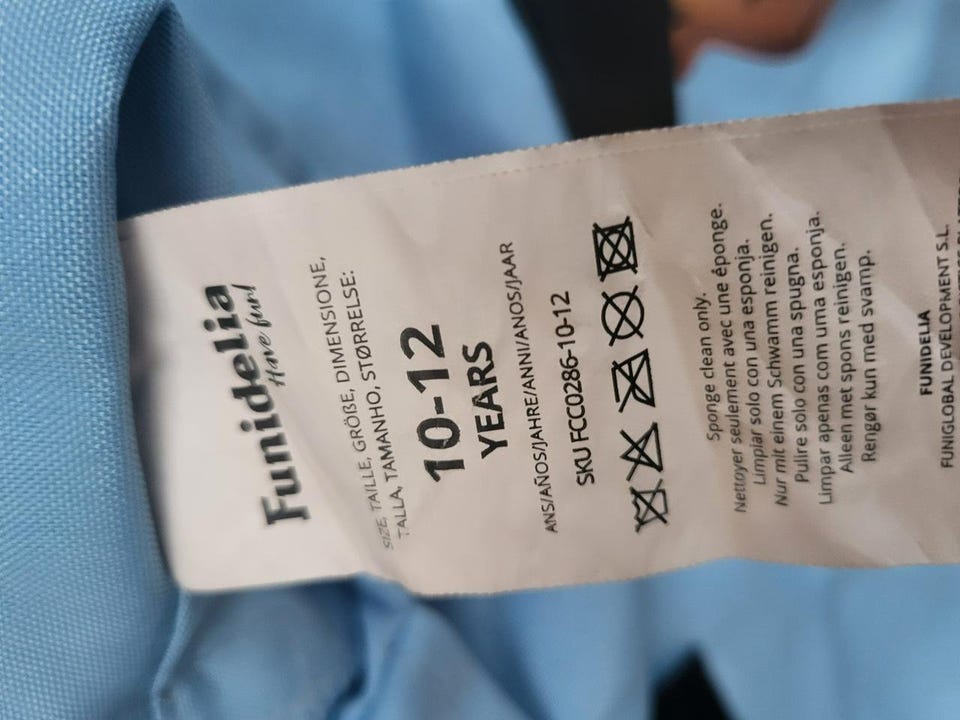 Funidelia
Have fun!
SIZE, TAILLE, GRÖßE, DIMENSIONE,
TALLA, TAMANHO, STØRRELSE:
10-12
YEARS
ANS/AÑOS/JAHRE/ANNI/ANOS/JAAR
SKU FCC0286-10-12
Sponge clean only.
Nettoyer seulement avec une éponge.
Limpiar solo con una esponja.
Nur mit einem Schwamm reinigen.
Pulire solo con una spugna.
Limpar apenas com uma esponja.
Alleen met spons reinigen.
Rengør kun med svamp.
FUNIDELIA
FUNIGLOBAL DEVELOPMENT S.L.